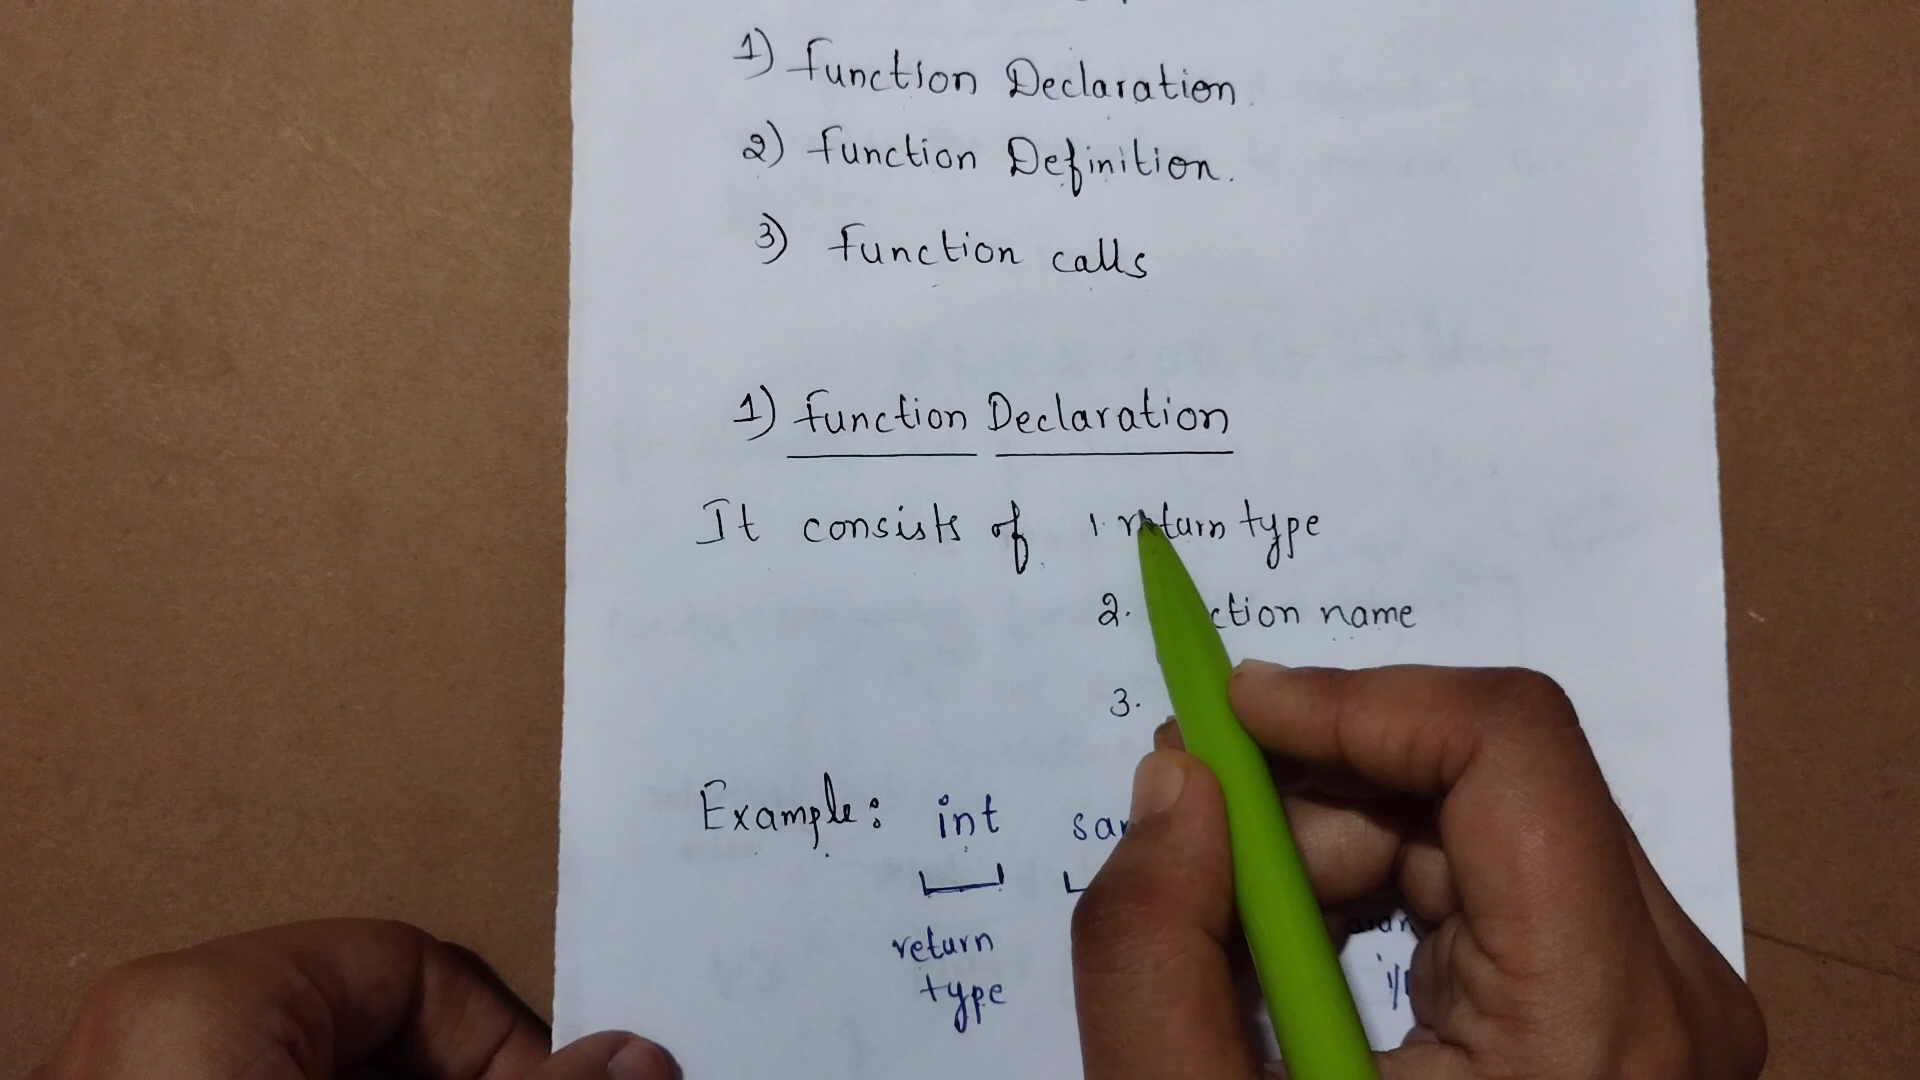 1) Function Declaration.
2) Function Definition.
3) Function calls
1) Function Declaration
It consists of 1. return type
2. name
3.
Example: int
return
type